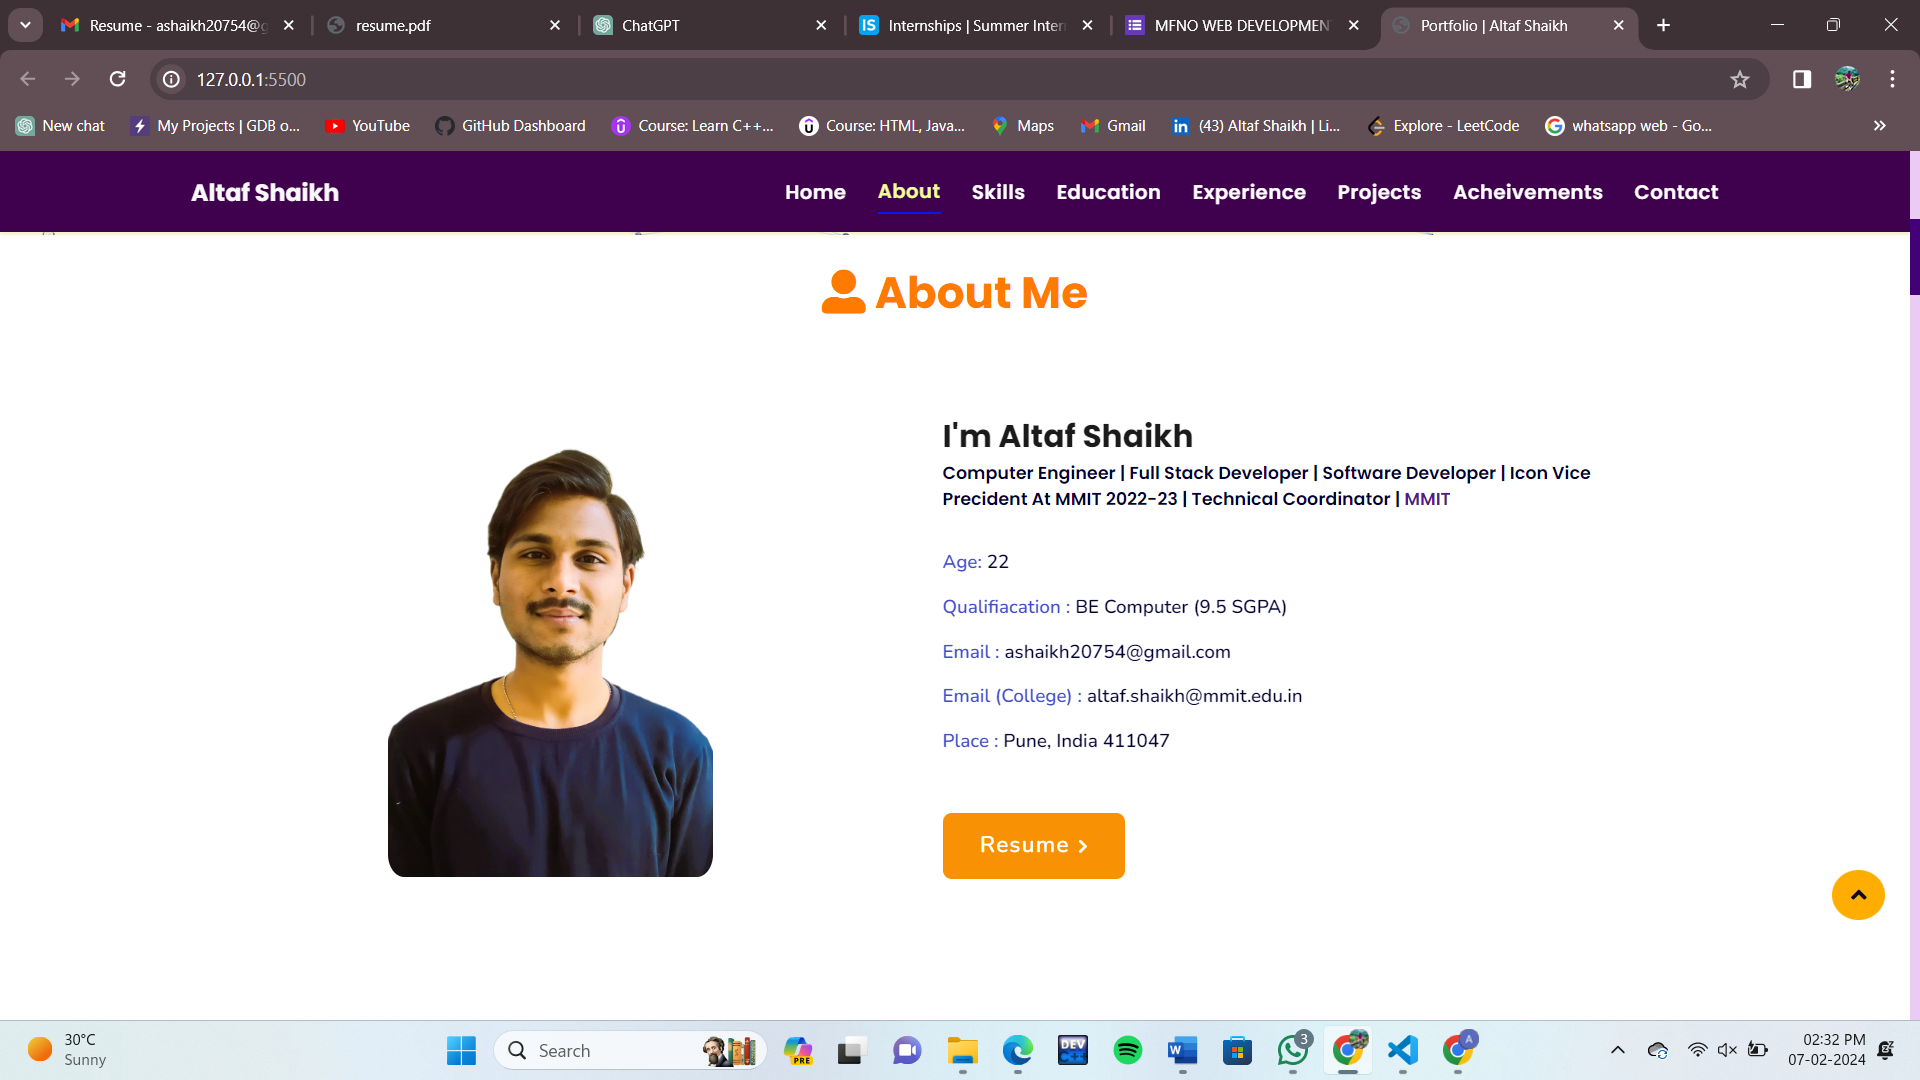 Resume - ashaikh20754@g
resume.pdf
ChatGPT
Internships | Summer Inter
MFNO WEB DEVELOPMEN
Portfolio | Altaf Shaikh
127.0.0.1:5500
New chat
My Projects | GDB o...
YouTube
GitHub Dashboard
Course: Learn C++...
Course: HTML, Java...
Maps
Gmail
(43) Altaf Shaikh | Li...
Explore - LeetCode
whatsapp web - Go...
Altaf Shaikh
Home
About
Skills
Education
Experience
Projects
Acheivements
Contact
About Me
I'm Altaf Shaikh
Computer Engineer | Full Stack Developer | Software Developer | Icon Vice
Precident At MMIT 2022-23 | Technical Coordinator | MMIT
Age: 22
Qualifiacation : BE Computer (9.5 SGPA)
Email : ashaikh20754@gmail.com
Email (College) : altaf.shaikh@mmit.edu.in
Place : Pune, India 411047
Resume
30°C
Sunny
Search
PRE
DEV
3
A
02:32 PM
07-02-2024